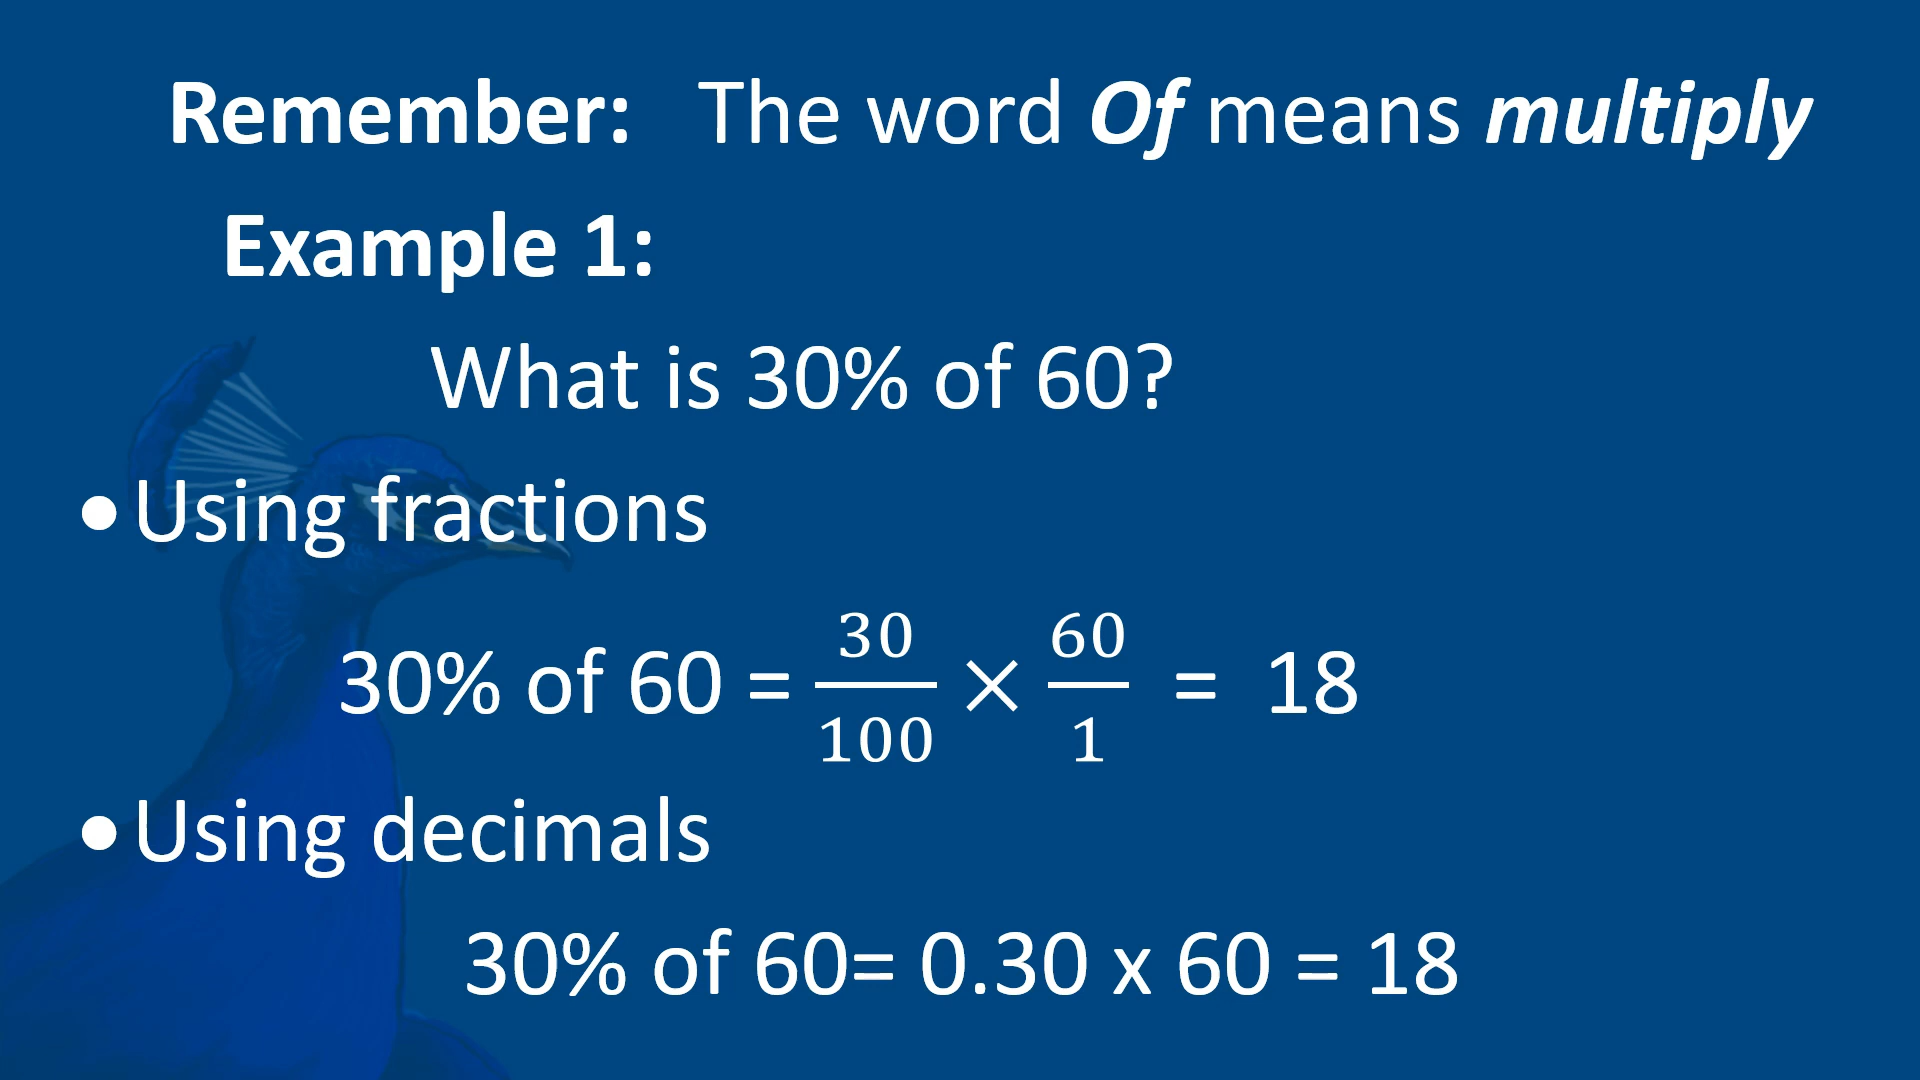 Remember: The word Of means multiply
Example 1:
What is 30% of 60?
•Using fractions
30% of 60 = 30/100 × 60/1 = 18
•Using decimals
30% of 60= 0.30 x 60 = 18